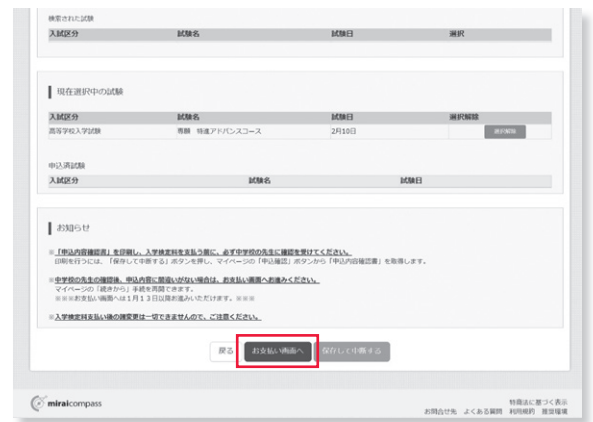 検索された試験
入試区分 試験名 試験日 選択
現在選択中の試験
入試区分 試験名 試験日 選択解除
高等学校入学試験 専願 特進アドバンスコース 2月10日 選択解除
申込済試験
入試区分 試験名 試験日
お知らせ
※「申込内容確認書」を印刷し、入学検定料を支払う前に、必ず中学校の先生に確認を受けてください。
印刷を行うには、「保存して中断する」ボタンを押し、マイページの「申込確認」ボタンから「申込内容確認書」を取得します。
※中学校の先生の確認後、申込内容に間違いがない場合は、お支払い画面へお進みください。
マイページの「続きから」手続を再開できます。
※※※お支払い画面へは1月13日以降お進みいただけます。※※※
※入学検定料支払い後の諸変更は一切できませんので、ご注意ください。
戻る お支払い画面へ 保存して中断する
miraicompass
特商法に基づく表示
お問合せ先 よくある質問 利用規約 推奨環境